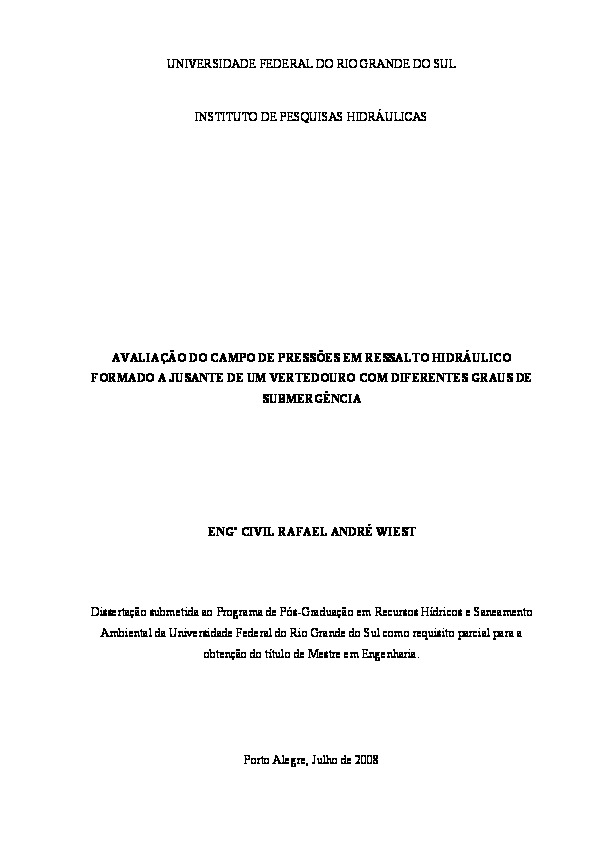 UNIVERSIDADE FEDERAL DO RIO GRANDE DO SUL
INSTITUTO DE PESQUISAS HIDRÁULICAS
AVALIAÇÃO DO CAMPO DE PRESSÕES EM RESSALTO HIDRÁULICO
FORMADO A JUSANTE DE UM VERTEDOURO COM DIFERENTES GRAUS DE
SUBMERGÊNCIA
ENG° CIVIL RAFAEL ANDRÉ WIEST
Dissertação submetida ao Programa de Pós-Graduação em Recursos Hídricos e Saneamento
Ambiental da Universidade Federal do Rio Grande do Sul como requisito parcial para a
obtenção do título de Mestre em Engenharia.
Porto Alegre, Julho de 2008